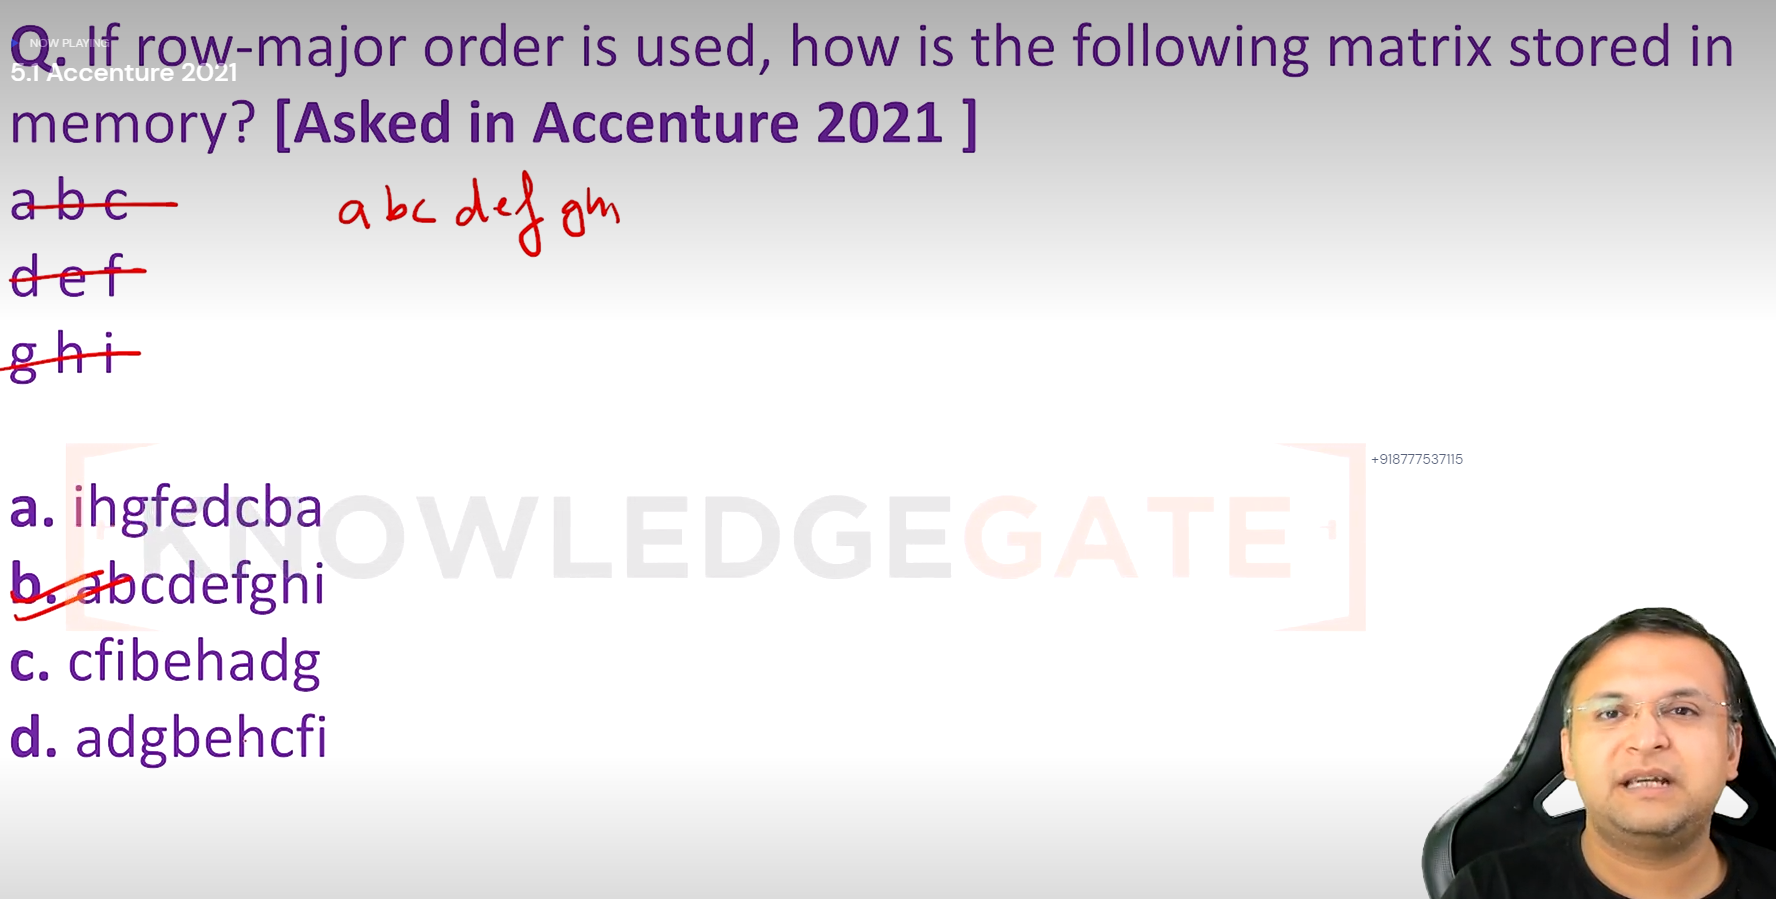 Q. If row-major order is used, how is the following matrix stored in
NOW PLAYING
5.1 Accenture 2021
memory? [Asked in Accenture 2021 ]
a b c
abc def gh
d e f
g h i
+918777537115
KNOWLEDGEGATE
a. ihgfedcba
b. abcdefghi
c. cfibehadg
d. adgbehcfi